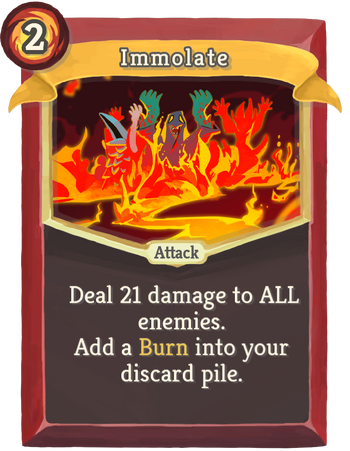 2
Immolate
Attack
Deal 21 damage to ALL
enemies.
Add a Burn into your
discard pile.